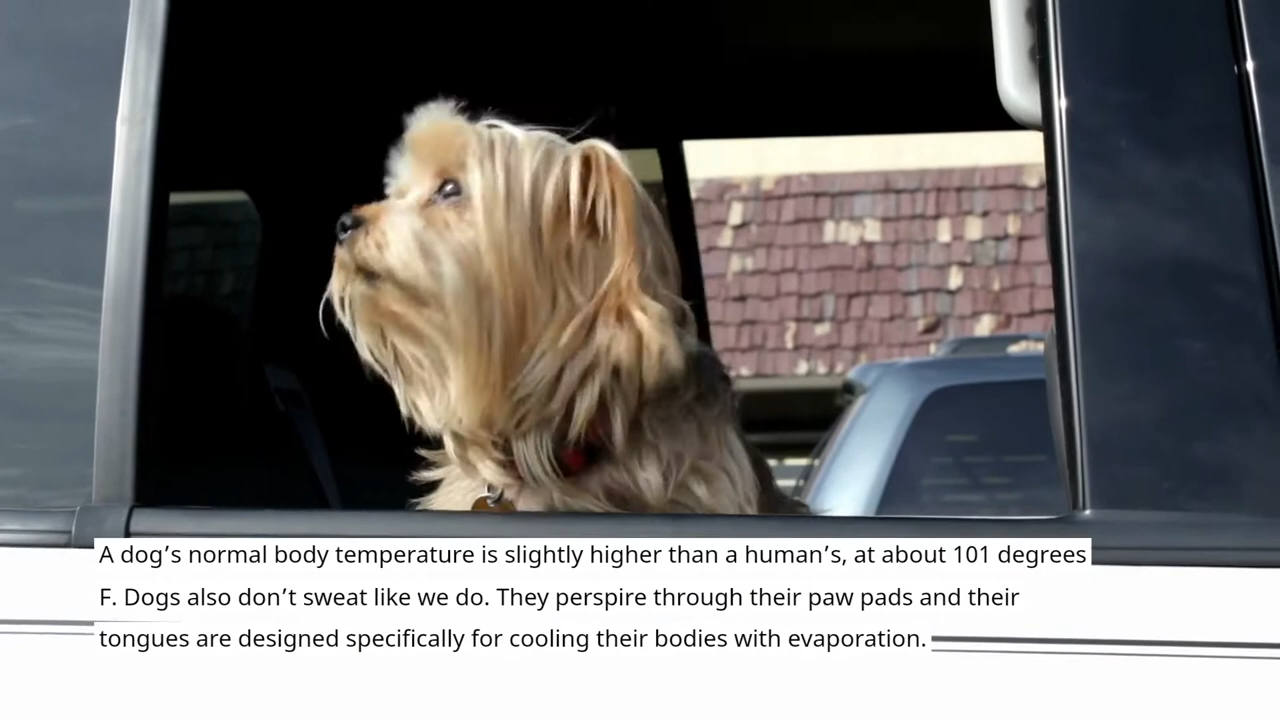 A dog’s normal body temperature is slightly higher than a human’s, at about 101 degrees
F. Dogs also don’t sweat like we do. They perspire through their paw pads and their
tongues are designed specifically for cooling their bodies with evaporation.